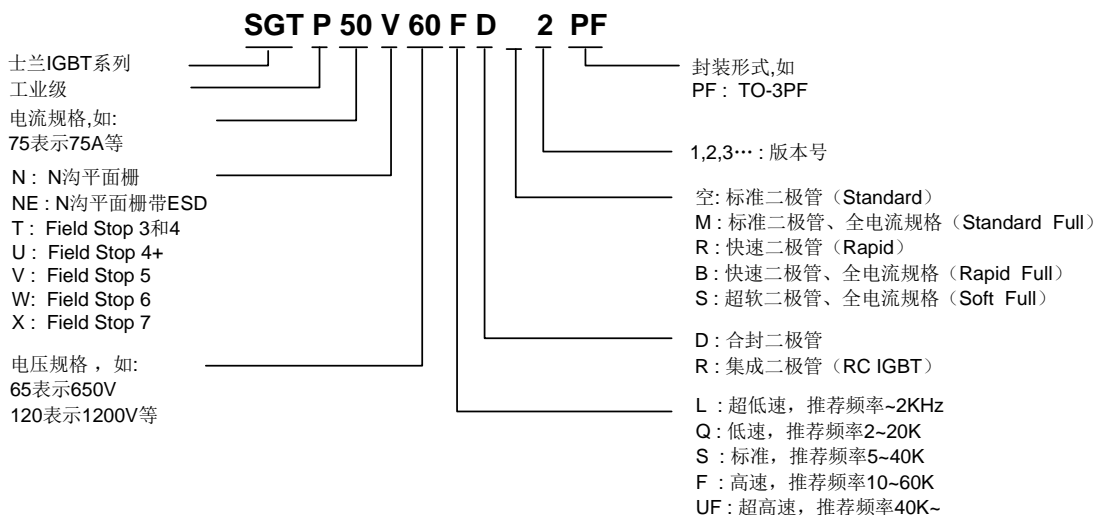 SGT P 50 V 60 F D _ 2 PF
士兰IGBT系列
工业级
电流规格,如:
75表示75A等
N : N沟平面栅
NE : N沟平面栅带ESD
T : Field Stop 3和4
U : Field Stop 4+
V : Field Stop 5
W: Field Stop 6
X : Field Stop 7
电压规格 ，如:
65表示650V
120表示1200V等
封装形式,如
PF : TO-3PF
1,2,3… : 版本号
空: 标准二极管（Standard）
M : 标准二极管、全电流规格（Standard Full）
R : 快速二极管（Rapid）
B : 快速二极管、全电流规格（Rapid Full）
S : 超软二极管、全电流规格（Soft Full）
D : 合封二极管
R : 集成二极管（RC IGBT）
L : 超低速，推荐频率~2KHz
Q : 低速，推荐频率2~20K
S : 标准，推荐频率5~40K
F : 高速，推荐频率10~60K
UF : 超高速，推荐频率40K~